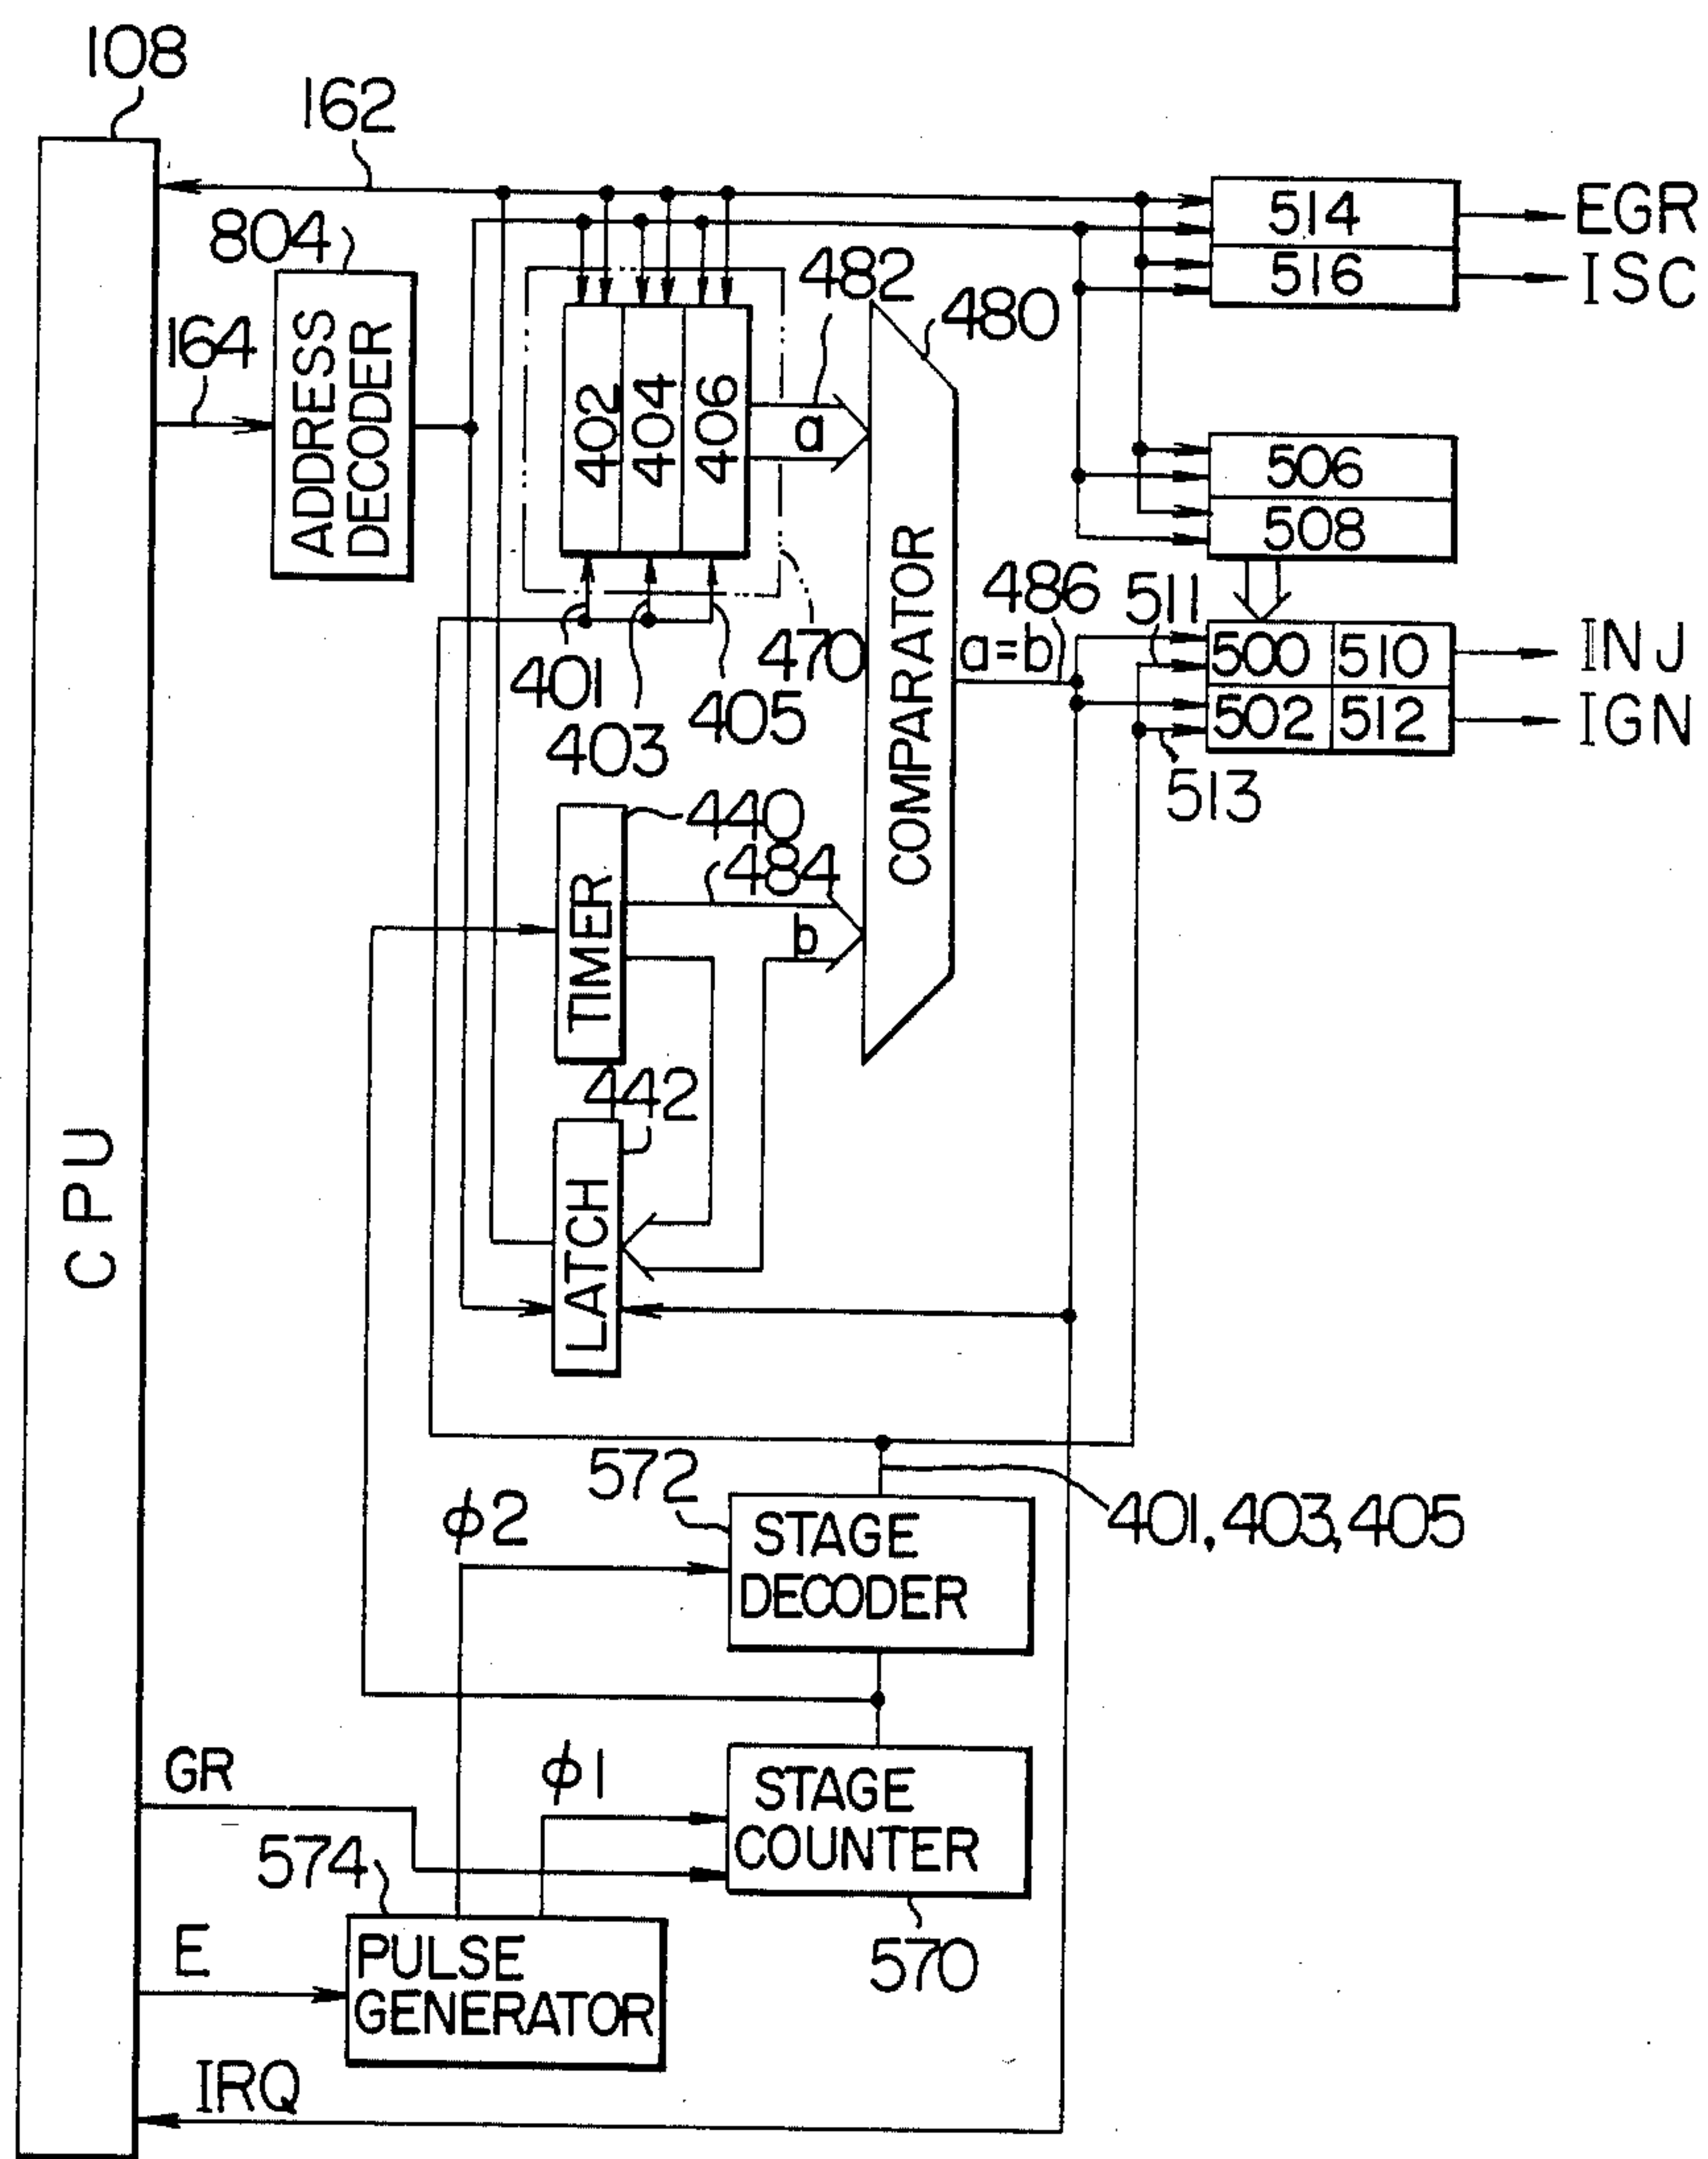 108
162
804
164
ADDRESS
DECODER
402
404
406
482
a
480
COMPARATOR
514
516
EGR
ISC
506
508
486
a=b
511
500
510
502
512
INJ
IGN
513
401
403
405
470
440
484
b
TIMER
442
LATCH
CPU
572
401, 403, 405
φ2
STAGE
DECODER
GR
φ1
STAGE
COUNTER
574
570
E
PULSE
GENERATOR
IRQ